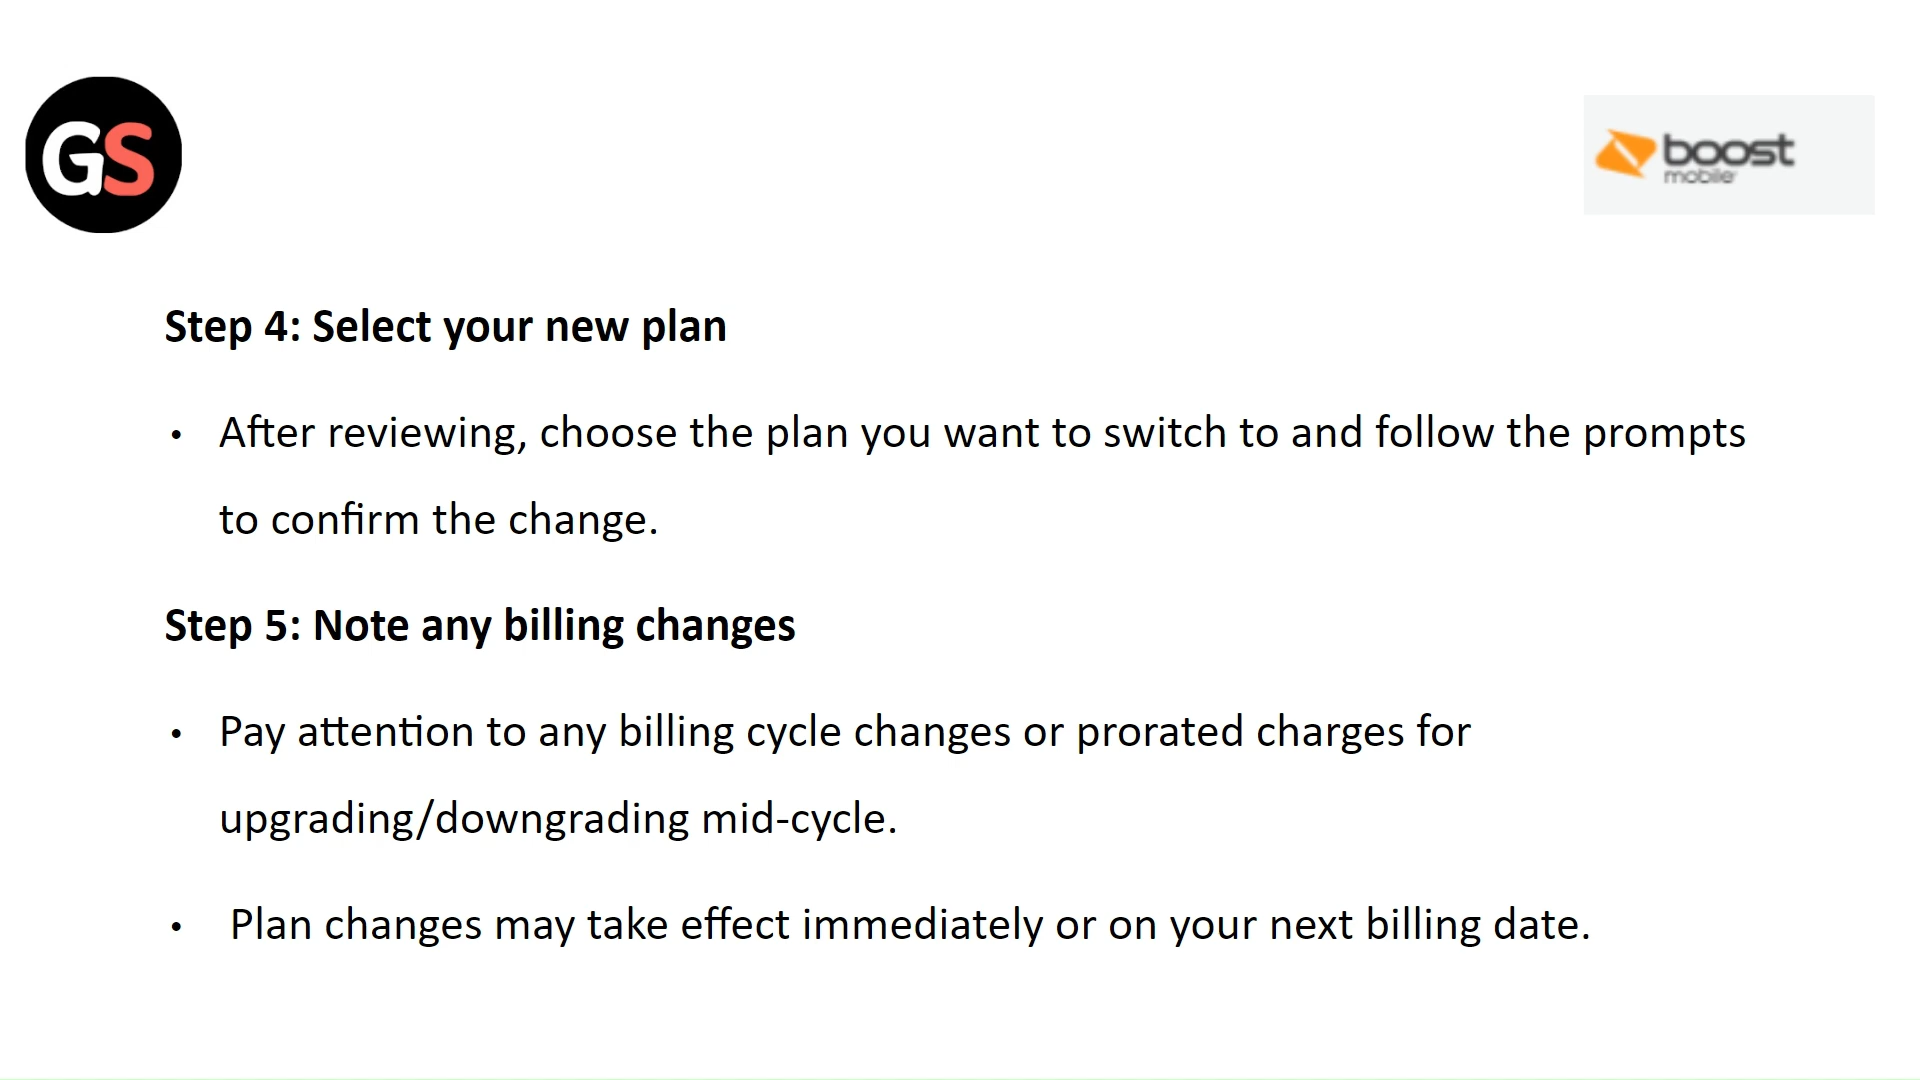 GS
boost
mobile
Step 4: Select your new plan
• After reviewing, choose the plan you want to switch to and follow the prompts
to confirm the change.
Step 5: Note any billing changes
• Pay attention to any billing cycle changes or prorated charges for
upgrading/downgrading mid-cycle.
• Plan changes may take effect immediately or on your next billing date.